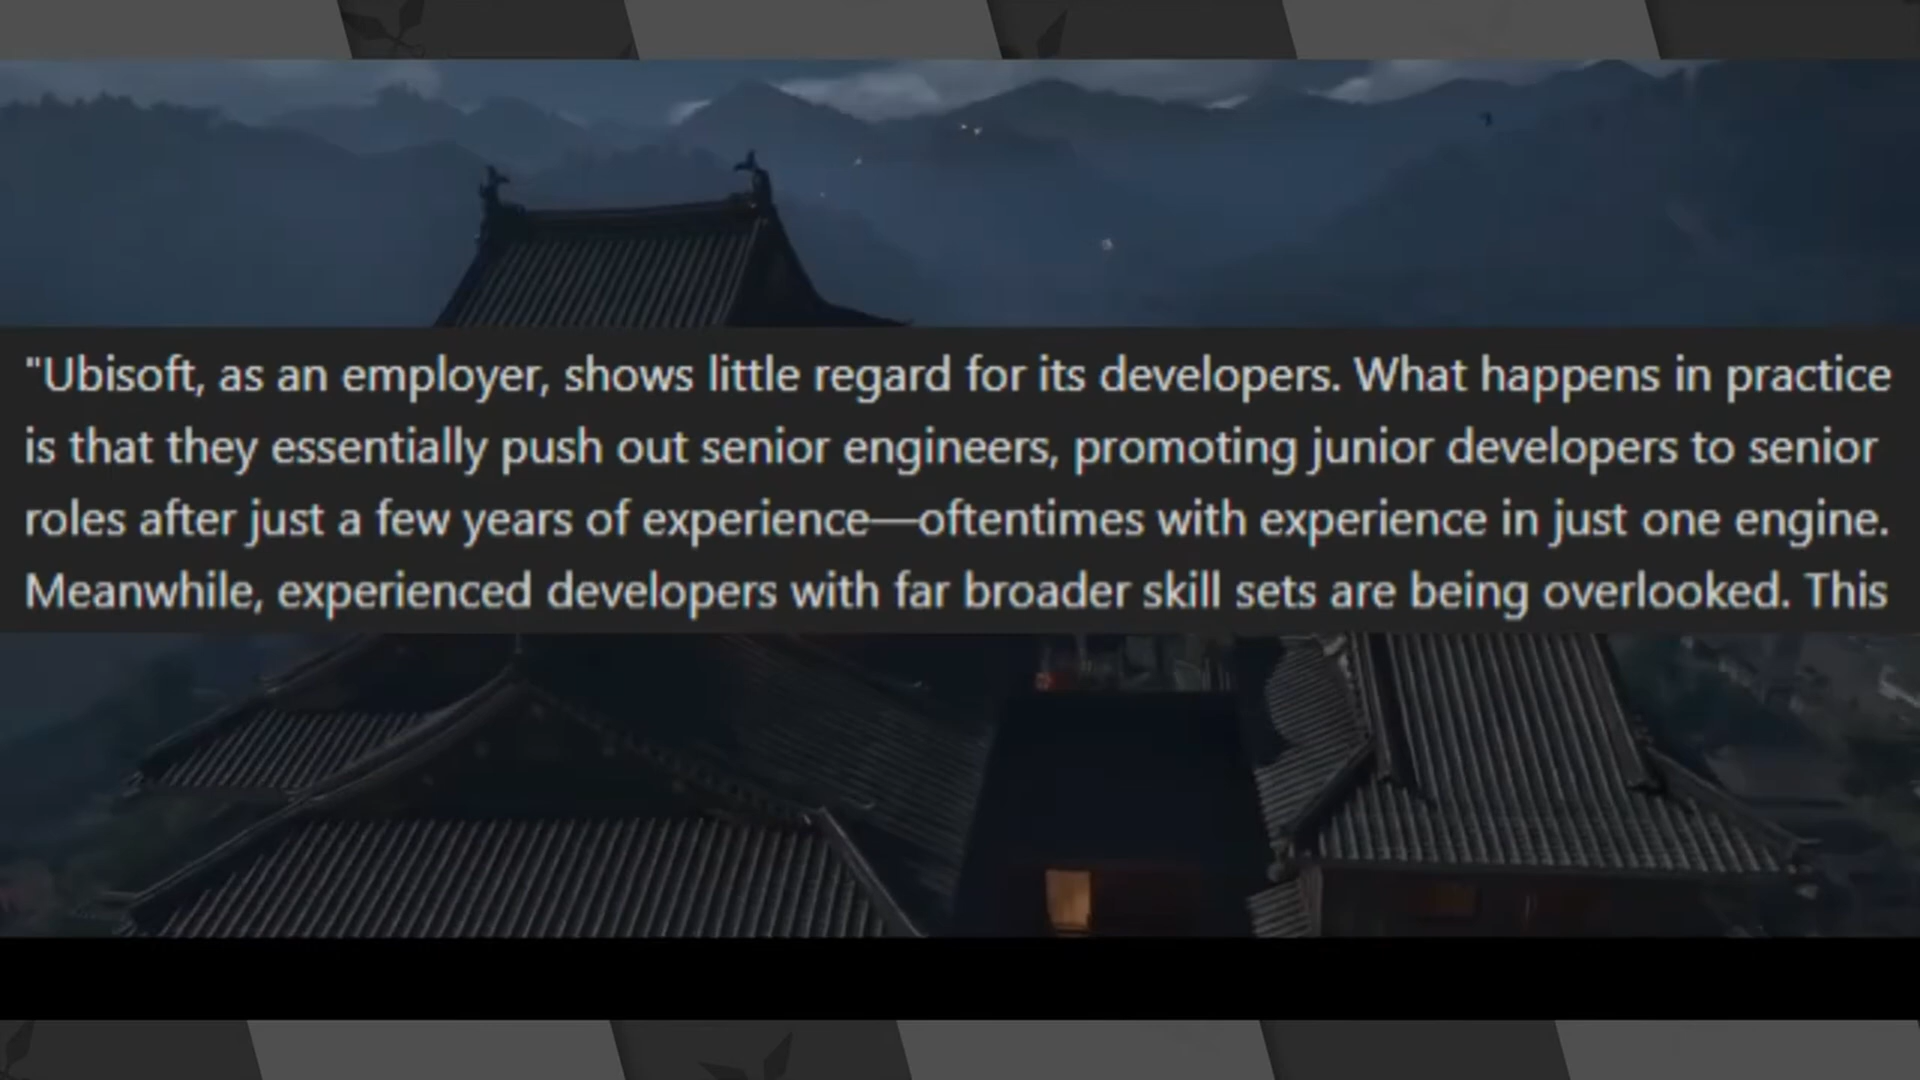 "Ubisoft, as an employer, shows little regard for its developers. What happens in practice
is that they essentially push out senior engineers, promoting junior developers to senior
roles after just a few years of experience—oftentimes with experience in just one engine.
Meanwhile, experienced developers with far broader skill sets are being overlooked. This